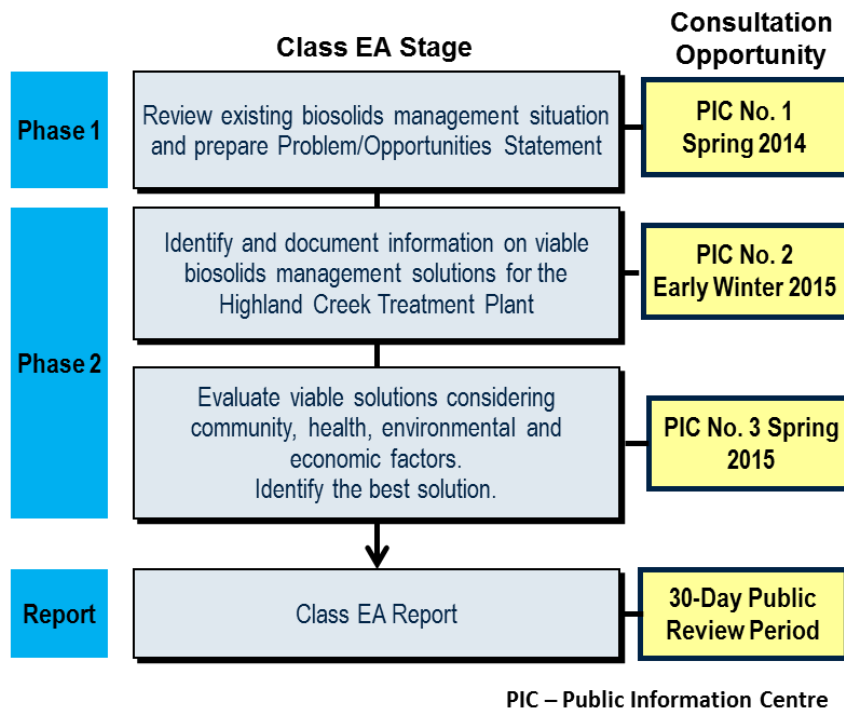 Class EA Stage
Consultation
Opportunity
Phase 1
Review existing biosolids management situation
and prepare Problem/Opportunities Statement
PIC No. 1
Spring 2014
Phase 2
Identify and document information on viable
biosolids management solutions for the
Highland Creek Treatment Plant
PIC No. 2
Early Winter 2015
Evaluate viable solutions considering
community, health, environmental and
economic factors.
Identify the best solution.
PIC No. 3 Spring
2015
Report
Class EA Report
30-Day Public
Review Period
PIC – Public Information Centre